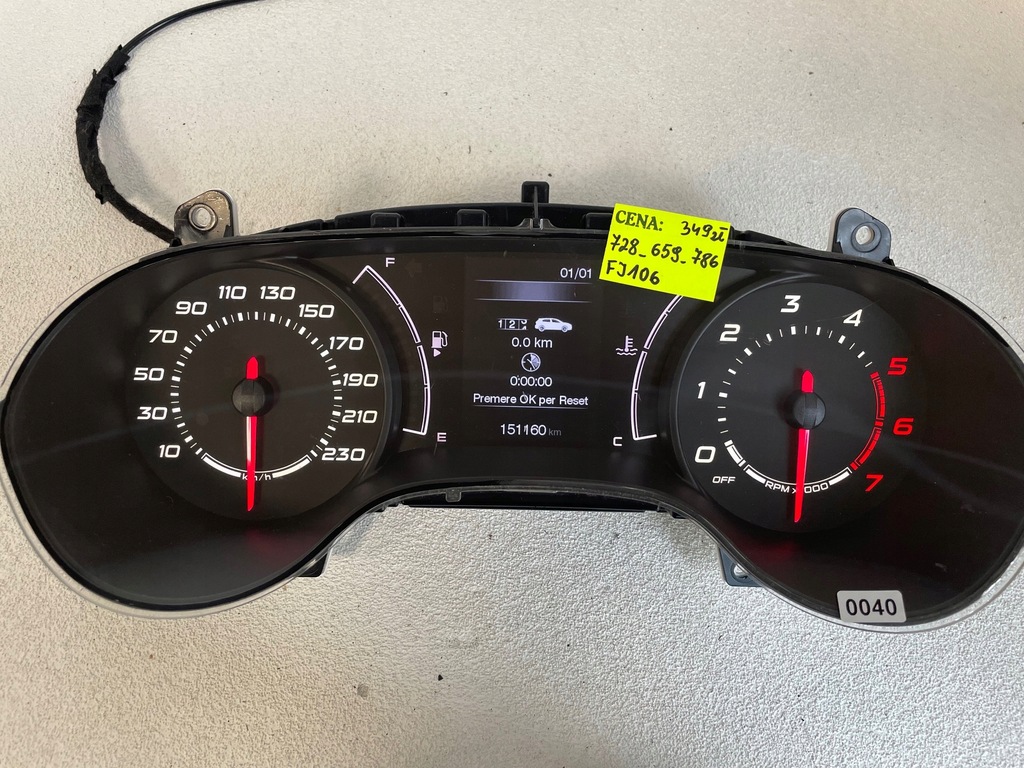 CENA: 349zł
728_659_786
FJ106
F
E
10
30
50
70
90
110
130
150
170
190
210
230
km/h
01/01
1 2
0.0 km
0:00:00
Premere OK per Reset
151160 km
C
OFF
0
1
2
3
4
5
6
7
RPM x 1000
0040